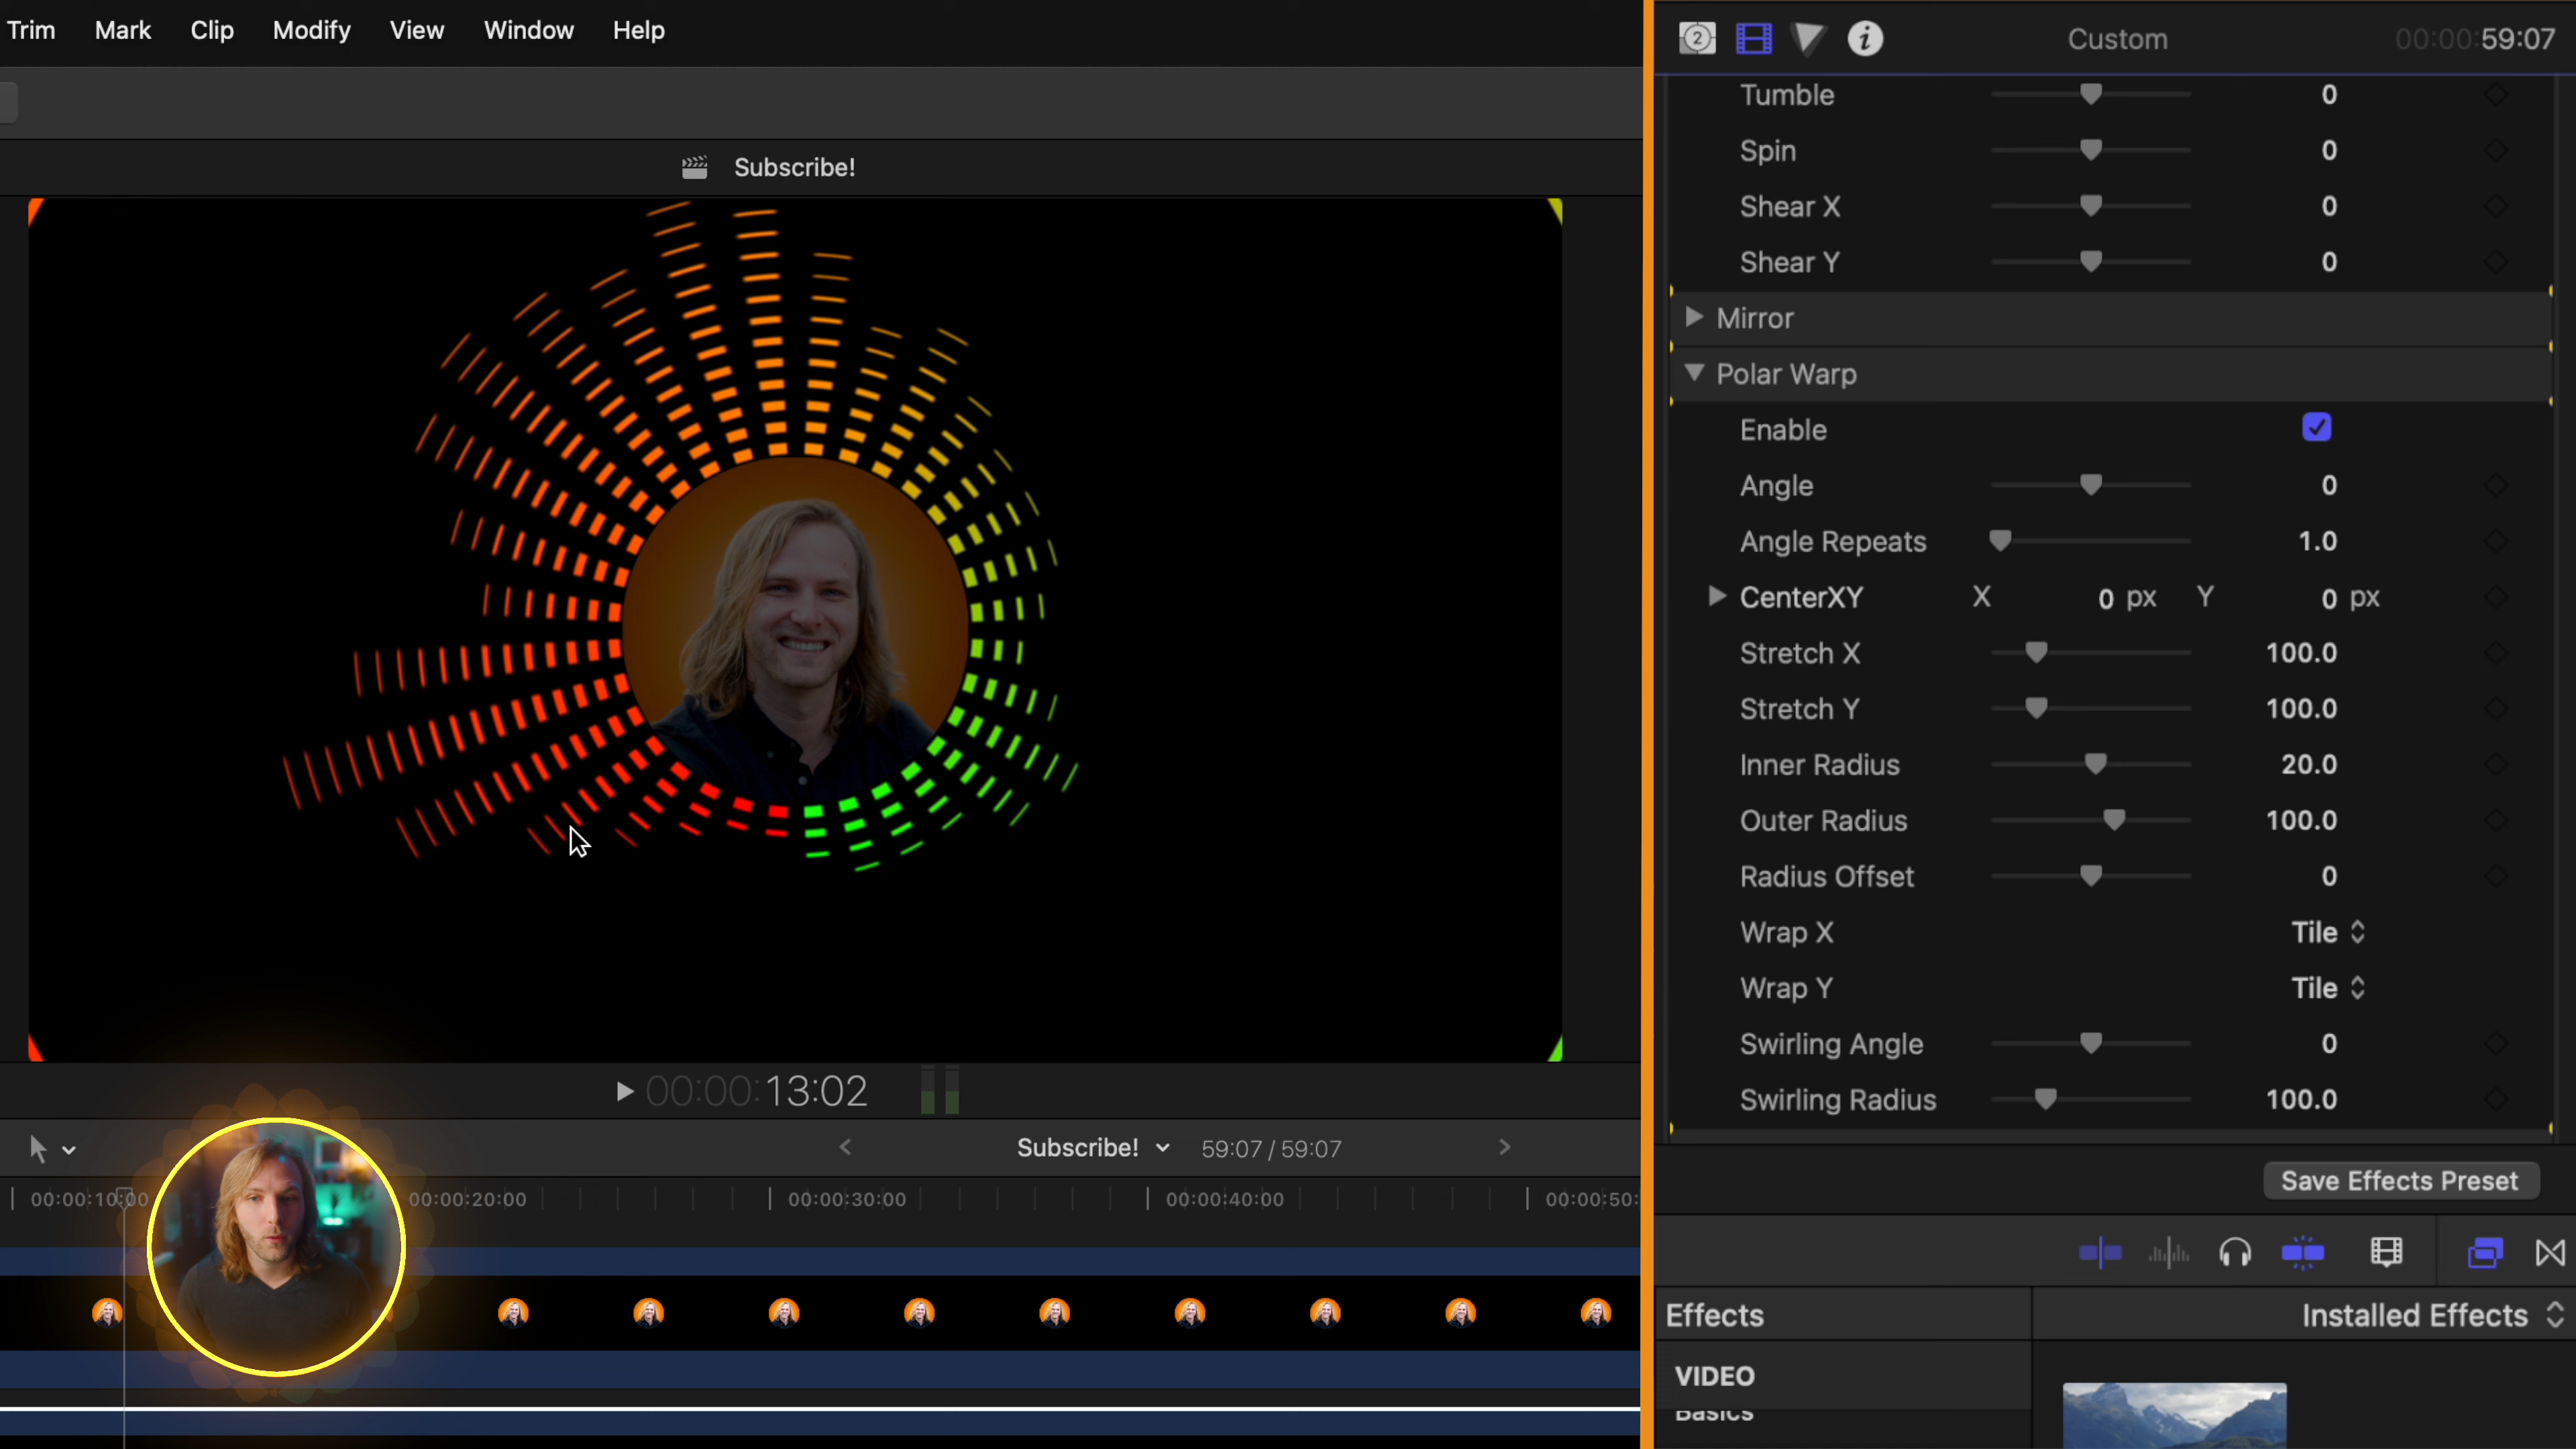 Trim Mark Clip Modify View Window Help
Subscribe!
00:00:13:02
Subscribe! 59:07 / 59:07
00:00:10:00 00:00:20:00 00:00:30:00 00:00:40:00 00:00:50:
2 i Custom 00:00:59:07
Tumble 0
Spin 0
Shear X 0
Shear Y 0
Mirror
Polar Warp
Enable
Angle 0
Angle Repeats 1.0
CenterXY X 0 px Y 0 px
Stretch X 100.0
Stretch Y 100.0
Inner Radius 20.0
Outer Radius 100.0
Radius Offset 0
Wrap X Tile
Wrap Y Tile
Swirling Angle 0
Swirling Radius 100.0
Save Effects Preset
Effects Installed Effects
VIDEO
Basics